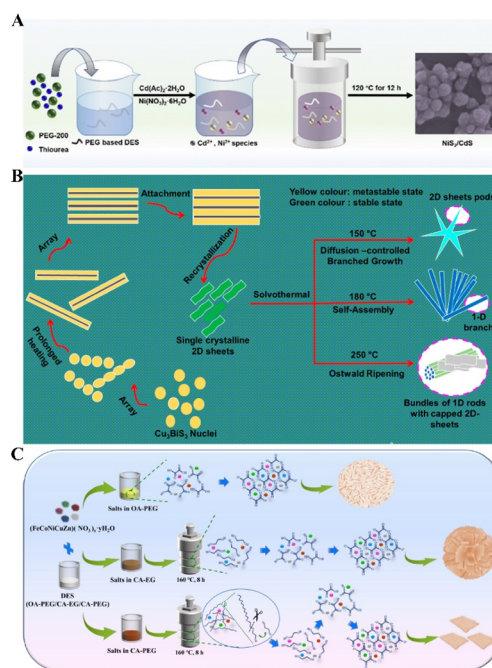 A
Cd(Ac)2·2H2O
Ni(NO3)2·6H2O
120 °C for 12 h
PEG-200
Thiourea
PEG based DES
Cd2+, Ni2+ species
NiS2/CdS
B
Attachment
Yellow colour: metastable state
Green colour : stable state
2D sheets pods
Array
Recrystallization
150 °C
Diffusion –controlled
Branched Growth
Solvothermal
180 °C
Self-Assembly
1-D
branch
Single crystalline
2D sheets
Prolonged
heating
250 °C
Ostwald Ripening
Array
Cu3BiS3 Nuclei
Bundles of 1D rods
with capped 2D-
sheets
C
Salts in OA-PEG
(FeCoNiCuZn)( NO3)x·yH2O
DES
(OA-PEG/CA-EG/CA-PEG)
Salts in CA-EG
160 °C, 8 h
Salts in CA-PEG
160 °C, 8 h